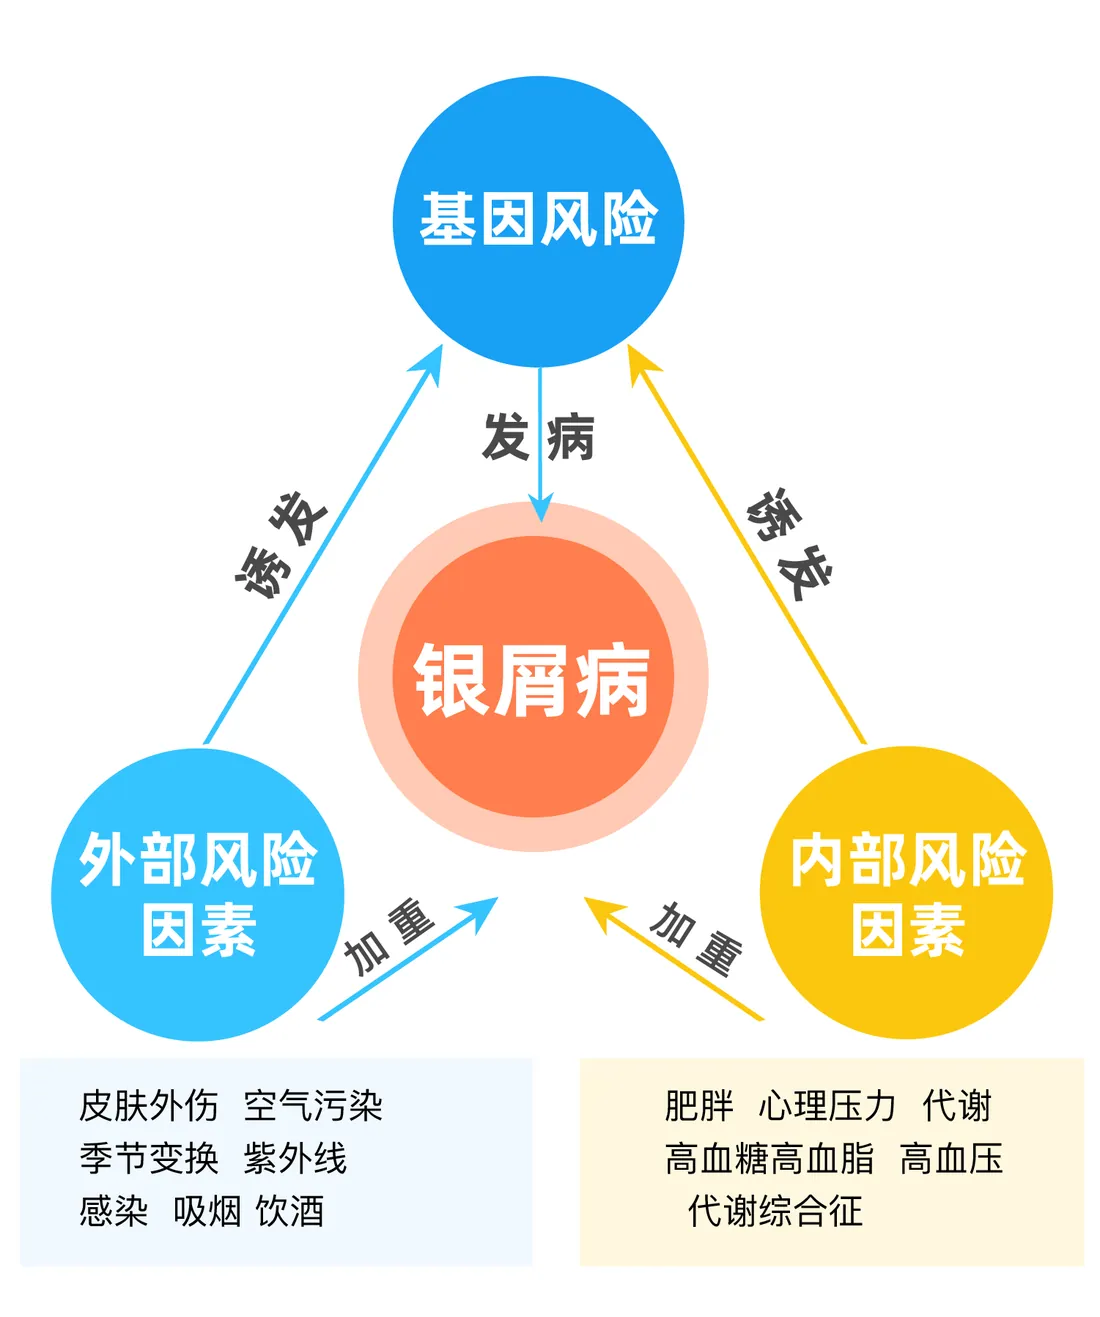 基因风险
发病
诱发
诱发
银屑病
外部风险
因素
内部风险
因素
加重
加重
皮肤外伤 空气污染
季节变换 紫外线
感染 吸烟 饮酒
肥胖 心理压力 代谢
高血糖高血脂 高血压
代谢综合征